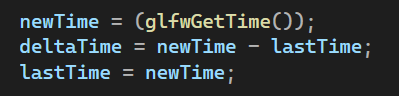 newTime = (glfwGetTime());
deltaTime = newTime - lastTime;
lastTime = newTime;